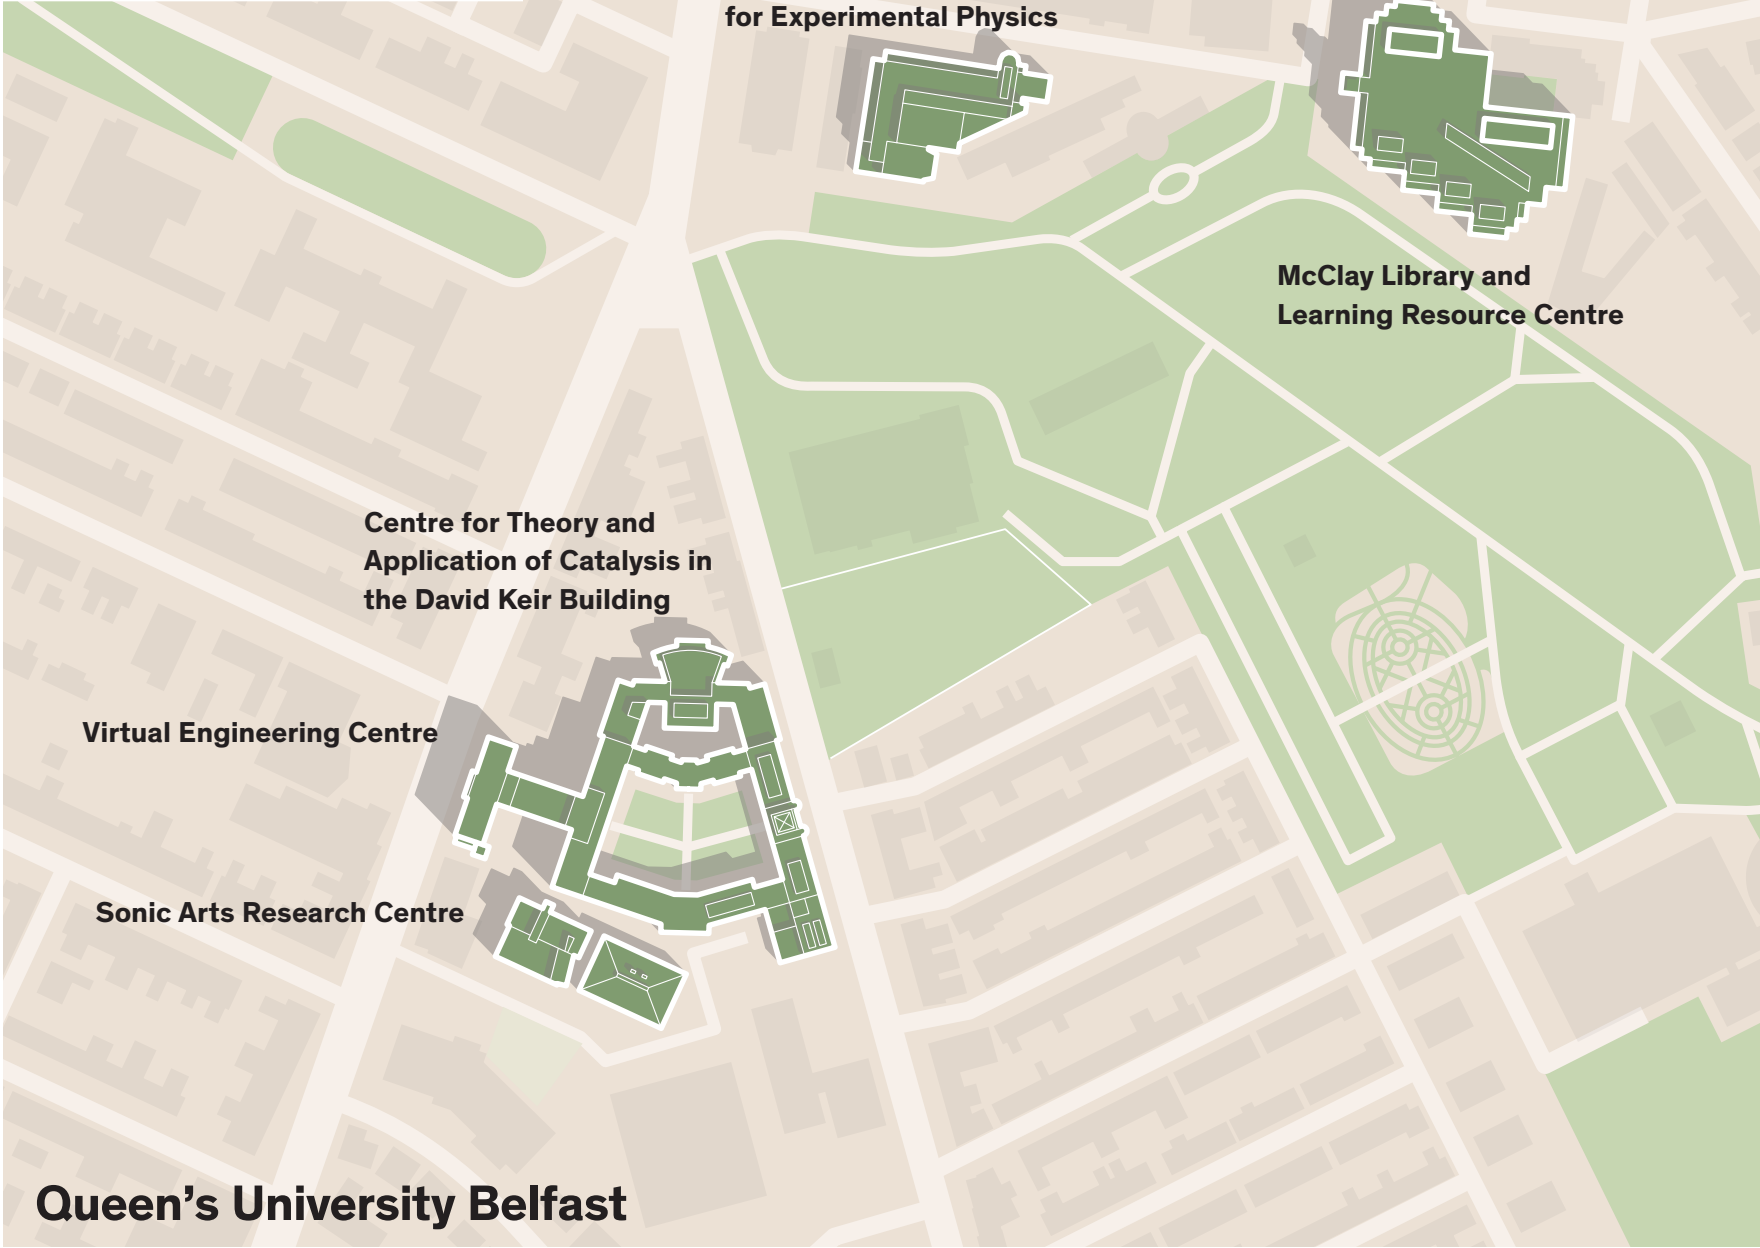 for Experimental Physics
McClay Library and
Learning Resource Centre
Centre for Theory and
Application of Catalysis in
the David Keir Building
Virtual Engineering Centre
Sonic Arts Research Centre
Queen’s University Belfast